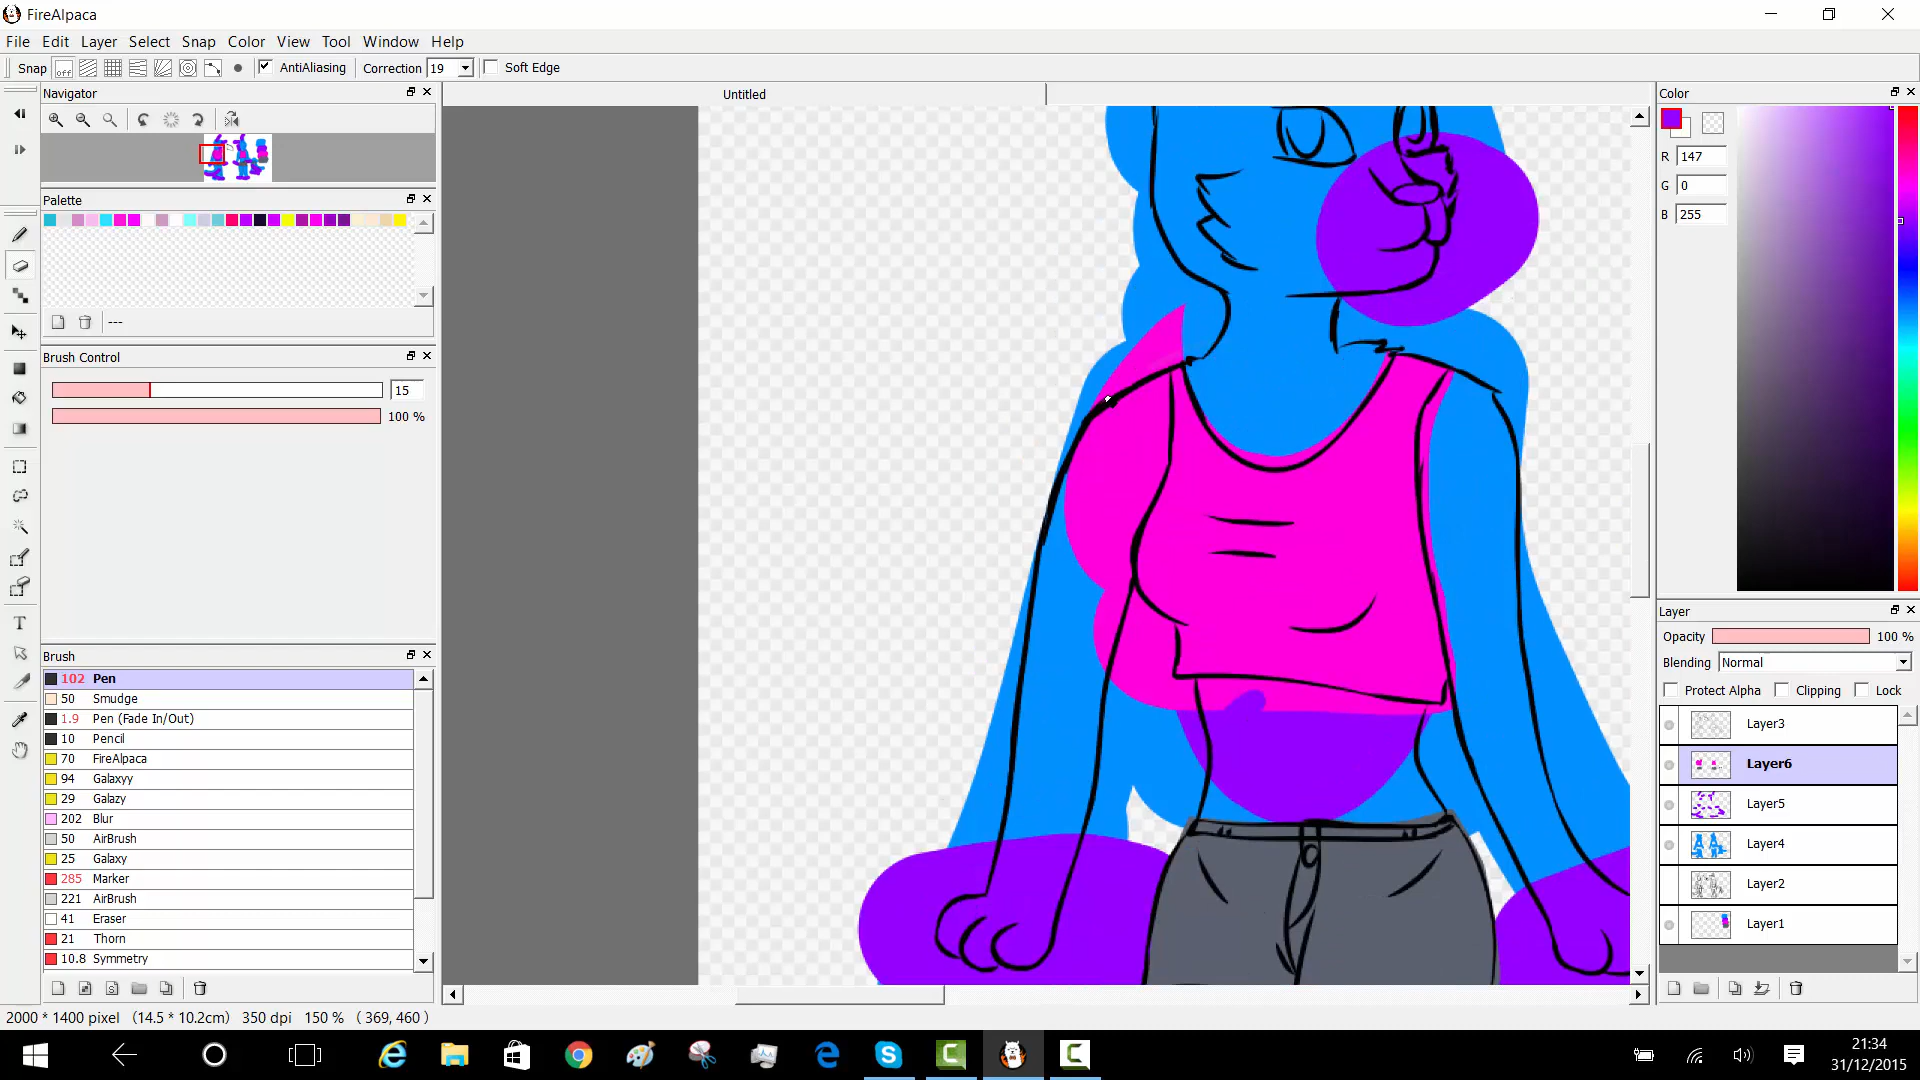 FireAlpaca
File Edit Layer Select Snap Color View Tool Window Help
Snap off AntiAliasing Correction 19 Soft Edge
Navigator
Untitled
Color
R 147
G 0
B 255
Palette
---
Brush Control
15
100 %
Brush
102 Pen
50 Smudge
1.9 Pen (Fade In/Out)
10 Pencil
70 FireAlpaca
94 Galaxyy
29 Galazy
202 Blur
50 AirBrush
25 Galaxy
285 Marker
221 AirBrush
41 Eraser
21 Thorn
10.8 Symmetry
Layer
Opacity 100 %
Blending Normal
Protect Alpha Clipping Lock
Layer3
Layer6
Layer5
Layer4
Layer2
Layer1
2000 * 1400 pixel (14.5 * 10.2cm) 350 dpi 150 % ( 369, 460 )
21:34
31/12/2015